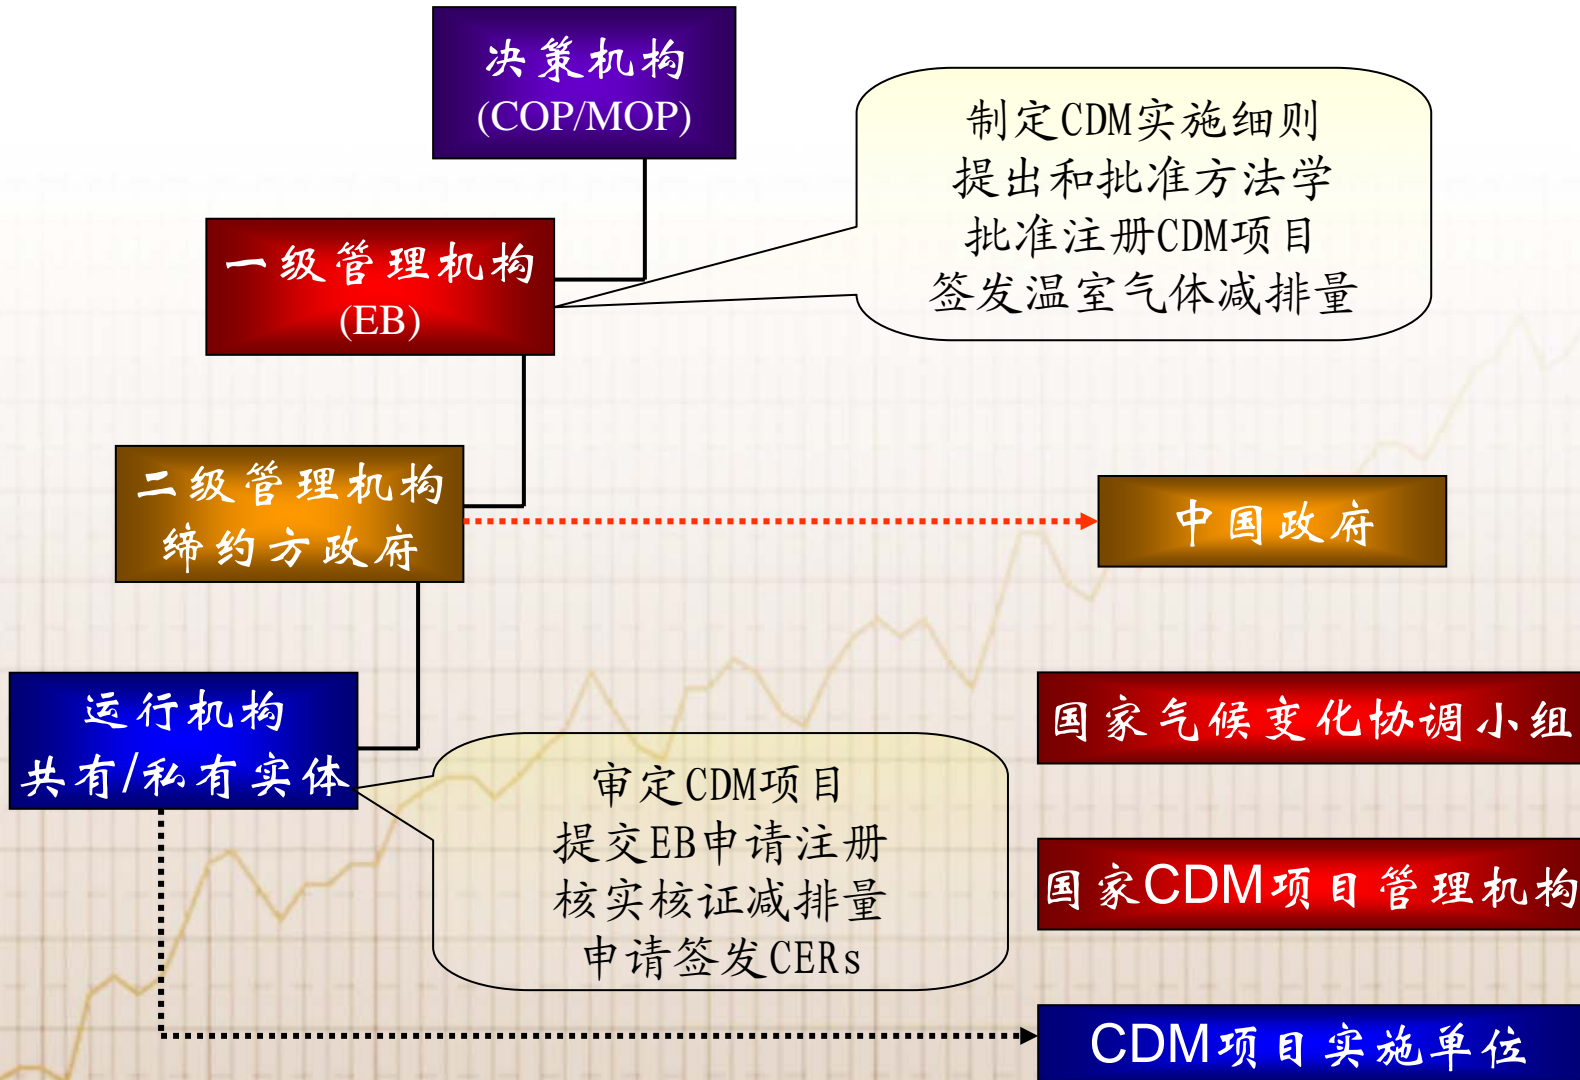 决策机构
(COP/MOP)
制定CDM实施细则
提出和批准方法学
批准注册CDM项目
签发温室气体减排量
一级管理机构
(EB)
二级管理机构
缔约方政府
中国政府
运行机构
共有/私有实体
审定CDM项目
提交EB申请注册
核实核证减排量
申请签发CERs
国家气候变化协调小组
国家CDM项目管理机构
CDM项目实施单位